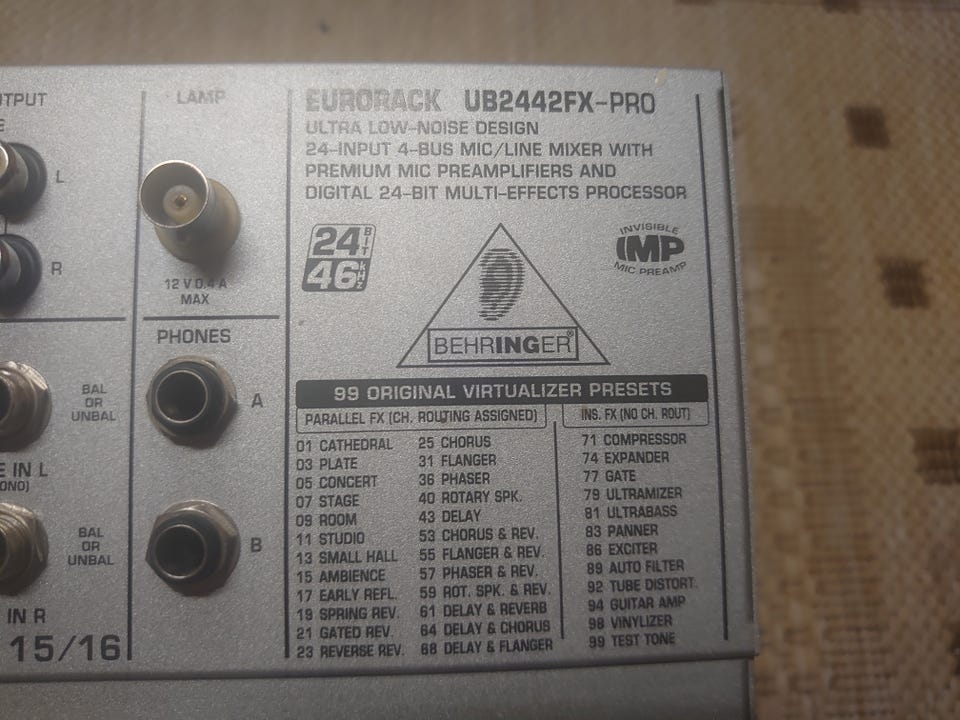 TPUT
L
R
BAL
OR
UNBAL
E IN L
ONO)
BAL
OR
UNBAL
IN R
15/16
LAMP
12 V 0.4 A
MAX
PHONES
A
B
EURORACK UB2442FX-PRO
ULTRA LOW-NOISE DESIGN
24-INPUT 4-BUS MIC/LINE MIXER WITH
PREMIUM MIC PREAMPLIFIERS AND
DIGITAL 24-BIT MULTI-EFFECTS PROCESSOR
24 BIT
46 kHz
BEHRINGER®
INVISIBLE
IMP
MIC PREAMP
99 ORIGINAL VIRTUALIZER PRESETS
PARALLEL FX (CH. ROUTING ASSIGNED)
01 CATHEDRAL
03 PLATE
05 CONCERT
07 STAGE
09 ROOM
11 STUDIO
13 SMALL HALL
15 AMBIENCE
17 EARLY REFL.
19 SPRING REV.
21 GATED REV.
23 REVERSE REV.
25 CHORUS
31 FLANGER
36 PHASER
40 ROTARY SPK.
43 DELAY
53 CHORUS & REV.
55 FLANGER & REV.
57 PHASER & REV.
59 ROT. SPK. & REV.
61 DELAY & REVERB
64 DELAY & CHORUS
68 DELAY & FLANGER
INS. FX (NO CH. ROUT)
71 COMPRESSOR
74 EXPANDER
77 GATE
79 ULTRAMIZER
81 ULTRABASS
83 PANNER
86 EXCITER
89 AUTO FILTER
92 TUBE DISTORT.
94 GUITAR AMP
98 VINYLIZER
99 TEST TONE